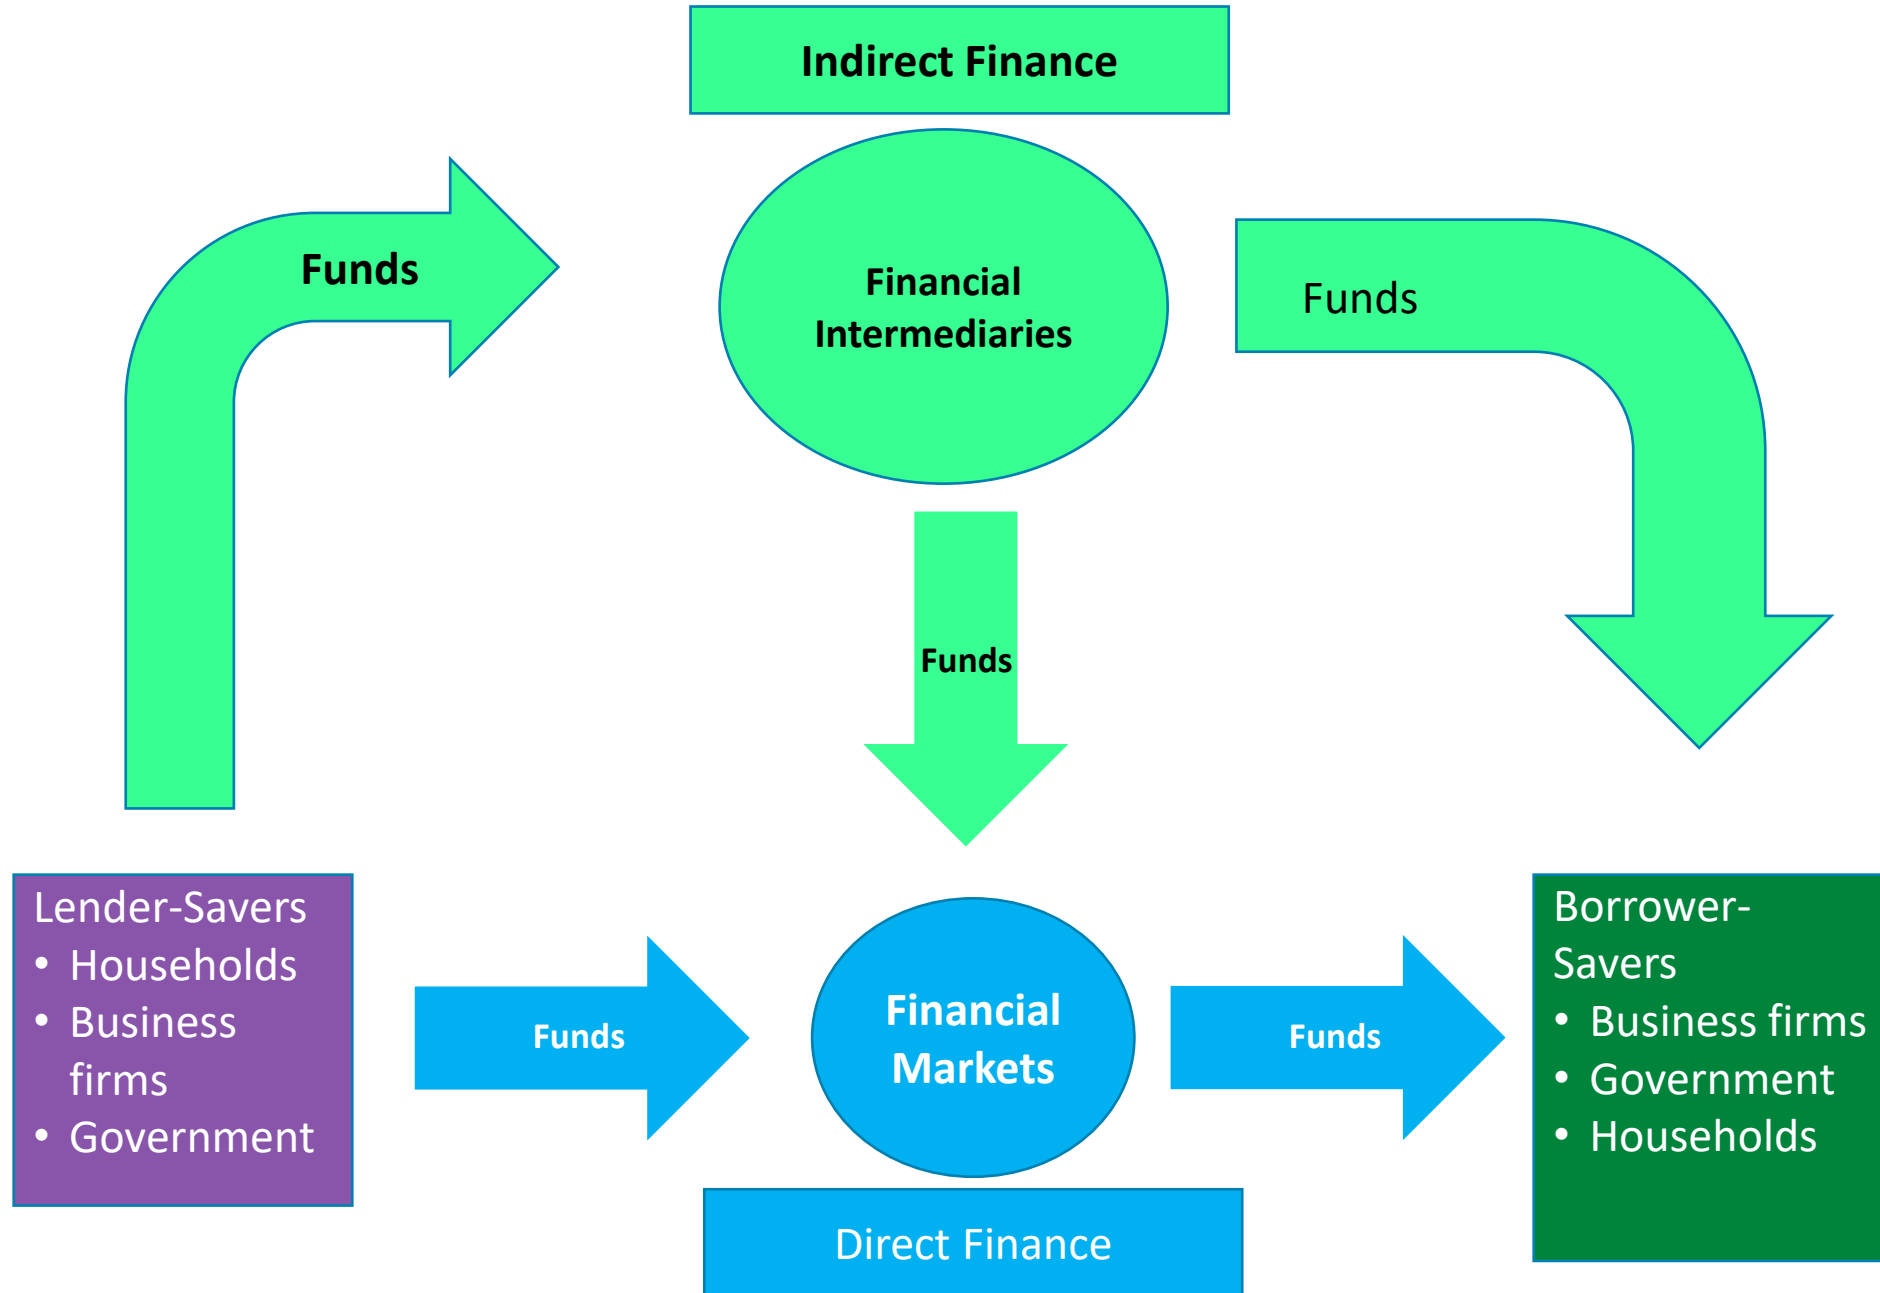 Indirect Finance
Funds
Financial
Intermediaries
Funds
Funds
Lender-Savers
• Households
• Business
firms
• Government
Funds
Financial
Markets
Funds
Borrower-
Savers
• Business firms
• Government
• Households
Direct Finance